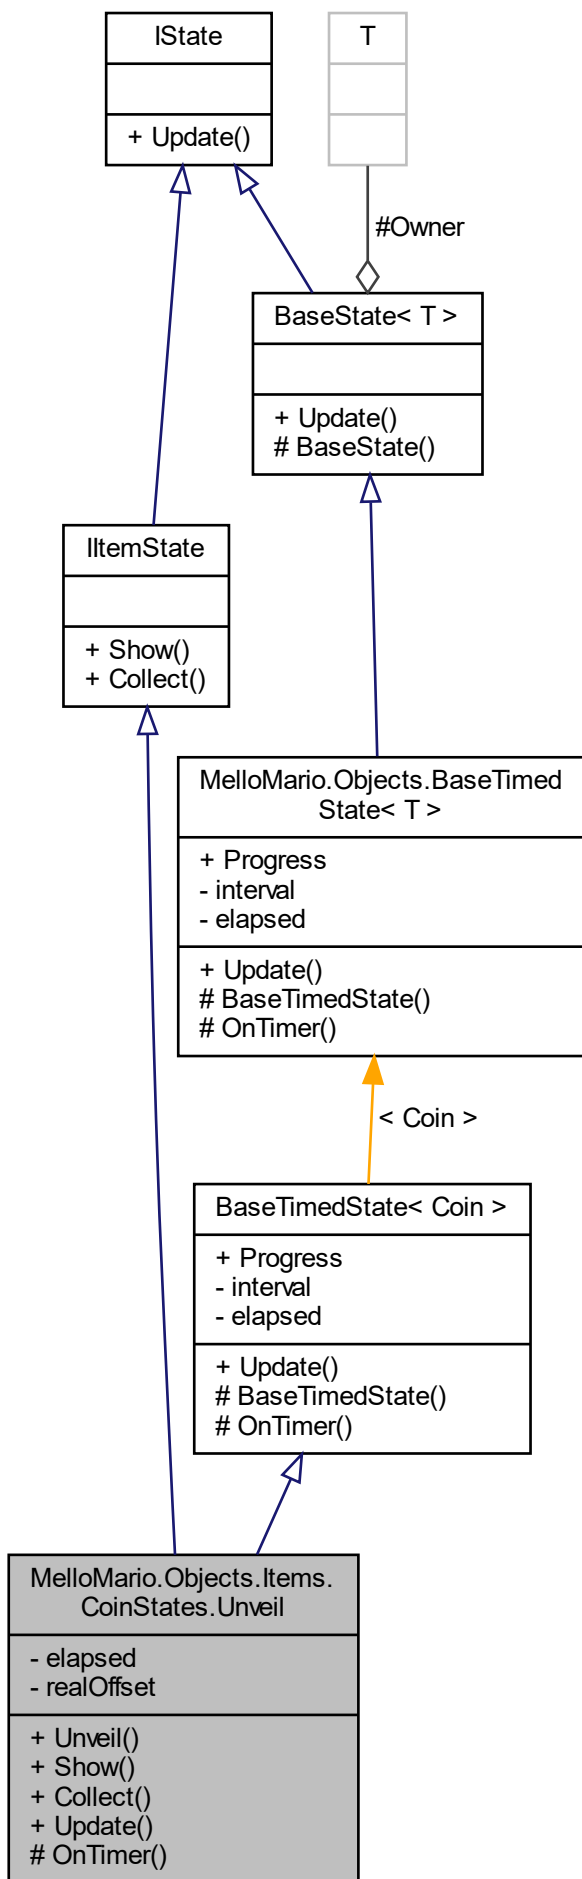 IState
+ Update()
T
#Owner
BaseState< T >
+ Update()
# BaseState()
IItemState
+ Show()
+ Collect()
MelloMario.Objects.BaseTimed
State< T >
+ Progress
- interval
- elapsed
+ Update()
# BaseTimedState()
# OnTimer()
< Coin >
BaseTimedState< Coin >
+ Progress
- interval
- elapsed
+ Update()
# BaseTimedState()
# OnTimer()
MelloMario.Objects.Items.
CoinStates.Unveil
- elapsed
- realOffset
+ Unveil()
+ Show()
+ Collect()
+ Update()
# OnTimer()